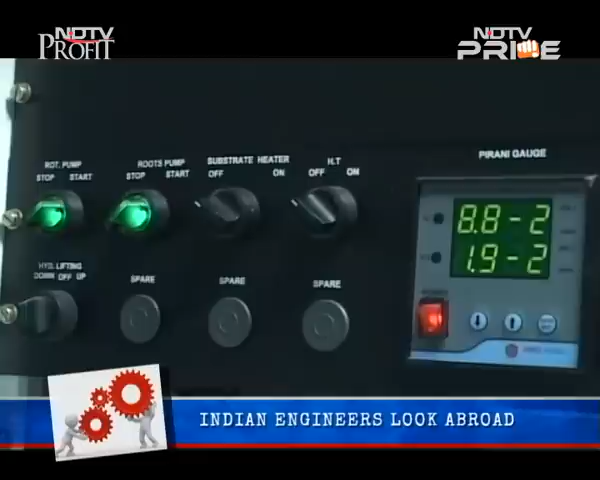 NDTV
PROFIT
NDTV
PRIME
ROT. PUMP
STOP START
ROOTS PUMP
STOP START
SUBSTRATE HEATER
OFF ON
H.T
OFF ON
PIRANI GAUGE
8.8-2
1.9-2
HYD. LIFTING
DOWN OFF UP
SPARE
SPARE
SPARE
INDIAN ENGINEERS LOOK ABROAD